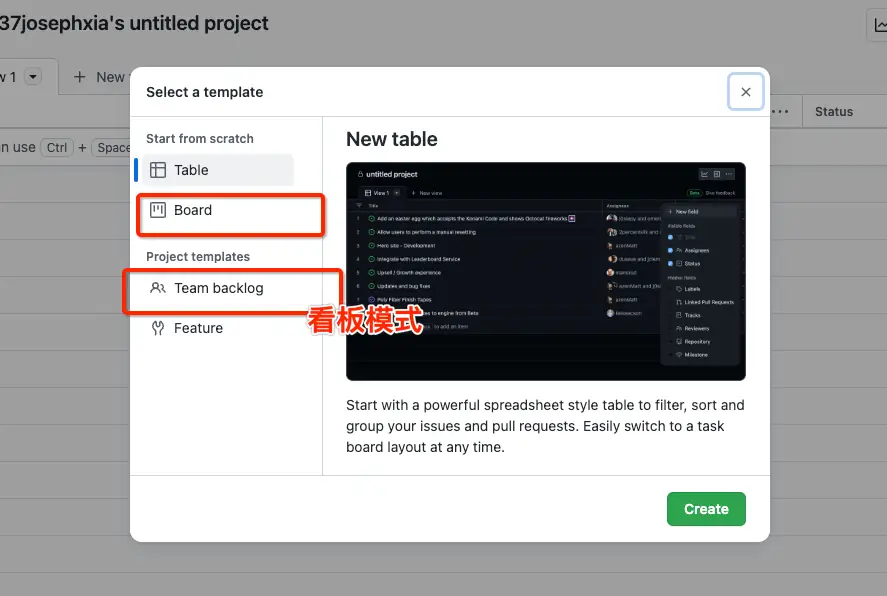 37josephxia's untitled project
w 1
New
Select a template
Status
n use Ctrl + Space
Start from scratch
Table
Board
Project templates
Team backlog
Feature
看板模式
New table
untitled project
View 1
New view
Beta
Give feedback
Title
Assignees
1 Add an easter egg which accepts the Konami Code and shows Octocat fireworks
2 Allow users to perform a manual resetting
3 Hero site - Development
4 Integrate with Leaderboard Service
5 Upsell / Growth experience
6 Updates and bug fixes
7 Poly Fiber Finish Tapes
es to engine from Beta
to add an item
azenMatt
New field
Visible fields
Title
Assignees
Status
Hidden fields
Labels
Linked Pull Requests
Tracks
Reviewers
Repository
Milestone
Start with a powerful spreadsheet style table to filter, sort and
group your issues and pull requests. Easily switch to a task
board layout at any time.
Create